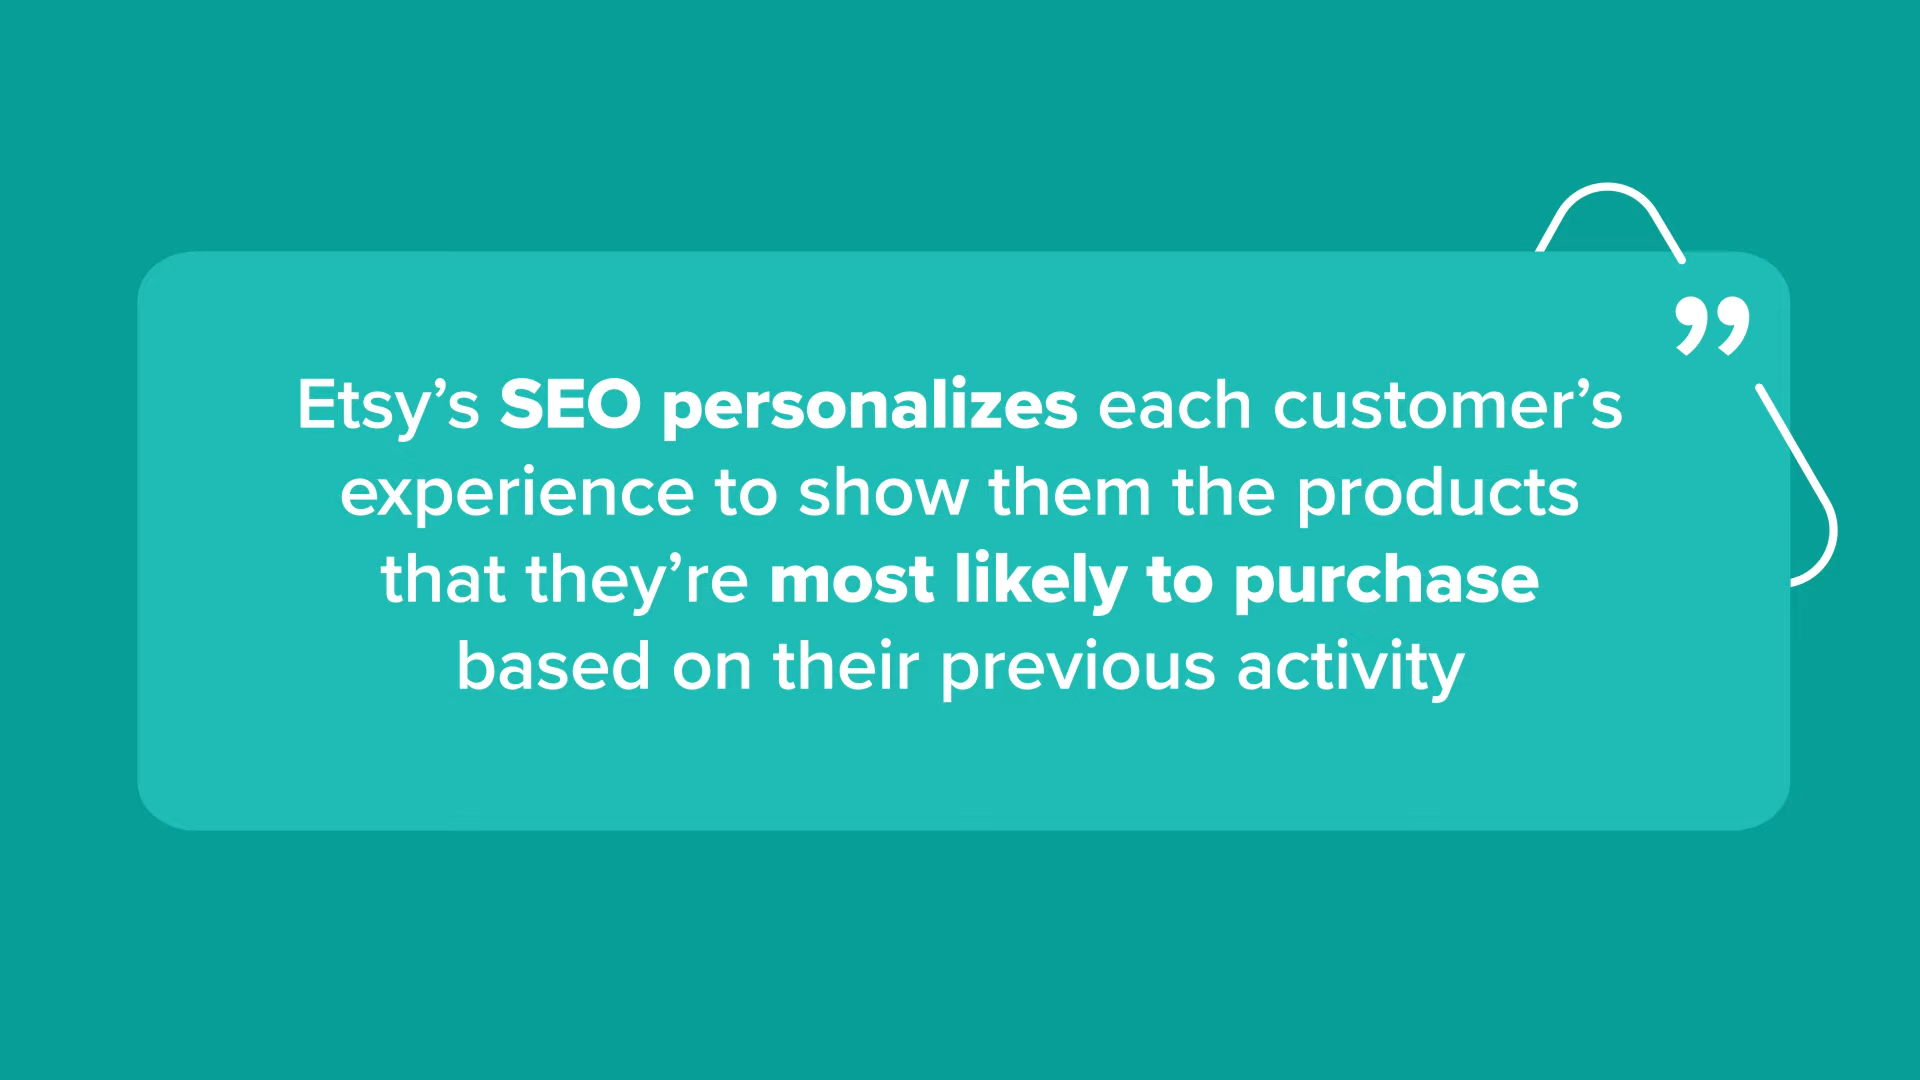 ”
Etsy’s SEO personalizes each customer’s
experience to show them the products
that they’re most likely to purchase
based on their previous activity